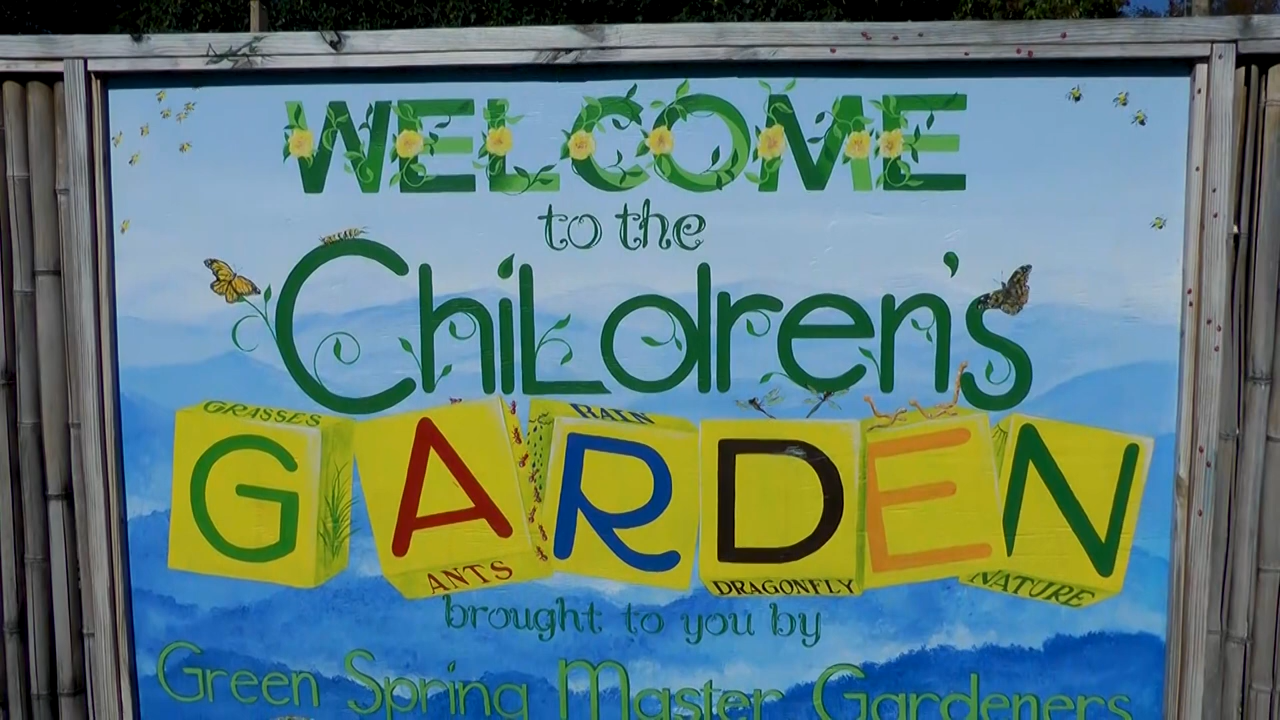 WELCOME
to the
ChiLdren's
GRASSES RAIN
GARDEN
ANTS DRAGONFLY NATURE
brought to you by
Green Spring Master Gardeners